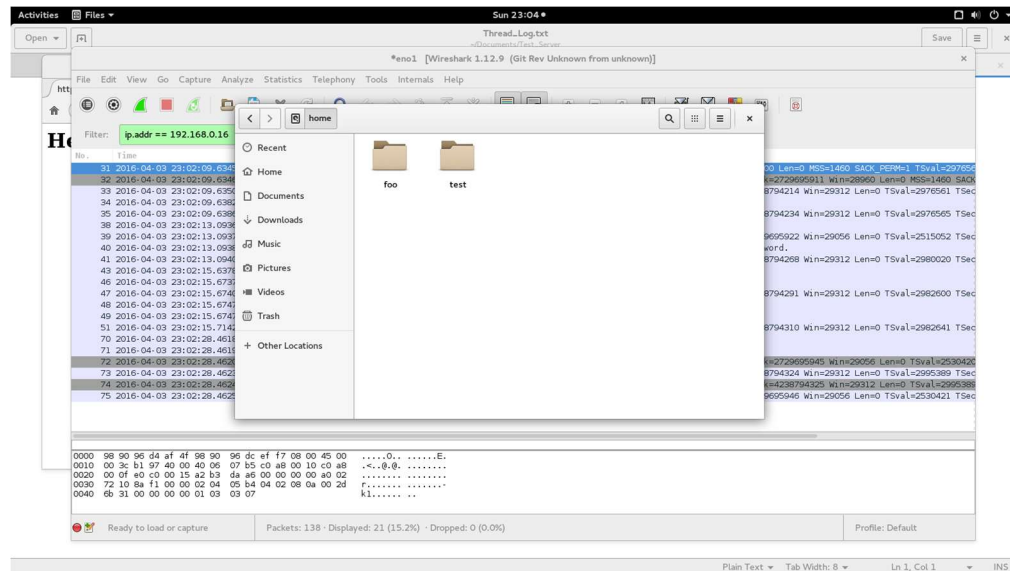 Activities Files Sun 23:04
Open Thread_Log.txt Save
~/Documents/Test_Server
*eno1 [Wireshark 1.12.9 (Git Rev Unknown from unknown)]
File Edit View Go Capture Analyze Statistics Telephony Tools Internals Help
htt
He
Filter: ip.addr == 192.168.0.16
home
Recent
Home
Documents
Downloads
Music
Pictures
Videos
Trash
+ Other Locations
foo test
No. Time
31 2016-04-03 23:02:09.634 00 Len=0 MSS=1460 SACK_PERM=1 TSval=297656
32 2016-04-03 23:02:09.634 k=2729695911 Win=28960 Len=0 MSS=1460 SACK
33 2016-04-03 23:02:09.635 8794214 Win=29312 Len=0 TSval=2976561 TSec
34 2016-04-03 23:02:09.638
35 2016-04-03 23:02:09.638 8794234 Win=29312 Len=0 TSval=2976565 TSec
38 2016-04-03 23:02:13.093
39 2016-04-03 23:02:13.093 9695922 Win=29056 Len=0 TSval=2515052 TSec
40 2016-04-03 23:02:13.093 word.
41 2016-04-03 23:02:13.094 8794268 Win=29312 Len=0 TSval=2980020 TSec
43 2016-04-03 23:02:15.637
46 2016-04-03 23:02:15.673
47 2016-04-03 23:02:15.674 8794291 Win=29312 Len=0 TSval=2982600 TSec
48 2016-04-03 23:02:15.674
49 2016-04-03 23:02:15.674
51 2016-04-03 23:02:15.714 8794310 Win=29312 Len=0 TSval=2982641 TSec
70 2016-04-03 23:02:28.461
71 2016-04-03 23:02:28.461
72 2016-04-03 23:02:28.462 k=2729695945 Win=29056 Len=0 TSval=2530420
73 2016-04-03 23:02:28.462 8794324 Win=29312 Len=0 TSval=2995389 TSec
74 2016-04-03 23:02:28.462 k=4238794325 Win=29312 Len=0 TSval=2995389
75 2016-04-03 23:02:28.462 9695946 Win=29056 Len=0 TSval=2530421 TSec
0000 98 90 96 d4 af 4f 98 90 96 dc ef f7 08 00 45 00 .....O.. ......E.
0010 00 3c b1 97 40 00 40 06 07 b5 c0 a8 00 10 c0 a8 .<..@.@. ........
0020 00 0f e0 c0 00 15 a2 b3 da a6 00 00 00 00 a0 02 ........ ........
0030 72 10 8a f1 00 00 02 04 05 b4 04 02 08 0a 00 2d r....... .......-
0040 6b 31 00 00 00 00 01 03 03 07 k1...... ..
Ready to load or capture Packets: 138 · Displayed: 21 (15.2%) · Dropped: 0 (0.0%) Profile: Default
Plain Text Tab Width: 8 Ln 1, Col 1 INS